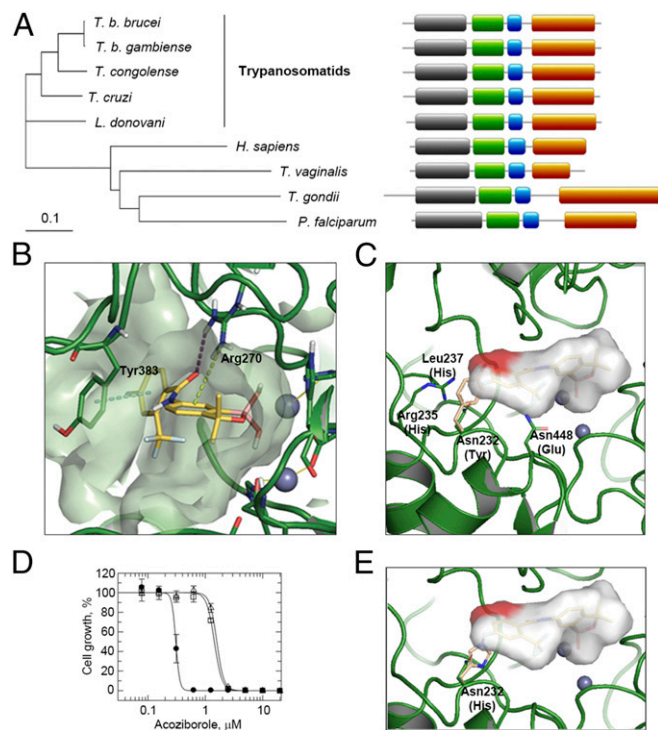 A
T. b. brucei
T. b. gambiense
T. congolense
Trypanosomatids
T. cruzi
L. donovani
H. sapiens
T. vaginalis
T. gondii
P. falciparum
0.1
B
Tyr383
Arg270
C
Leu237
(His)
Arg235
(His)
Asn232
(Tyr)
Asn448
(Glu)
D
Cell growth, %
120
100
80
60
40
20
0
0.1
1
10
Acoziborole, µM
E
Asn232
(His)